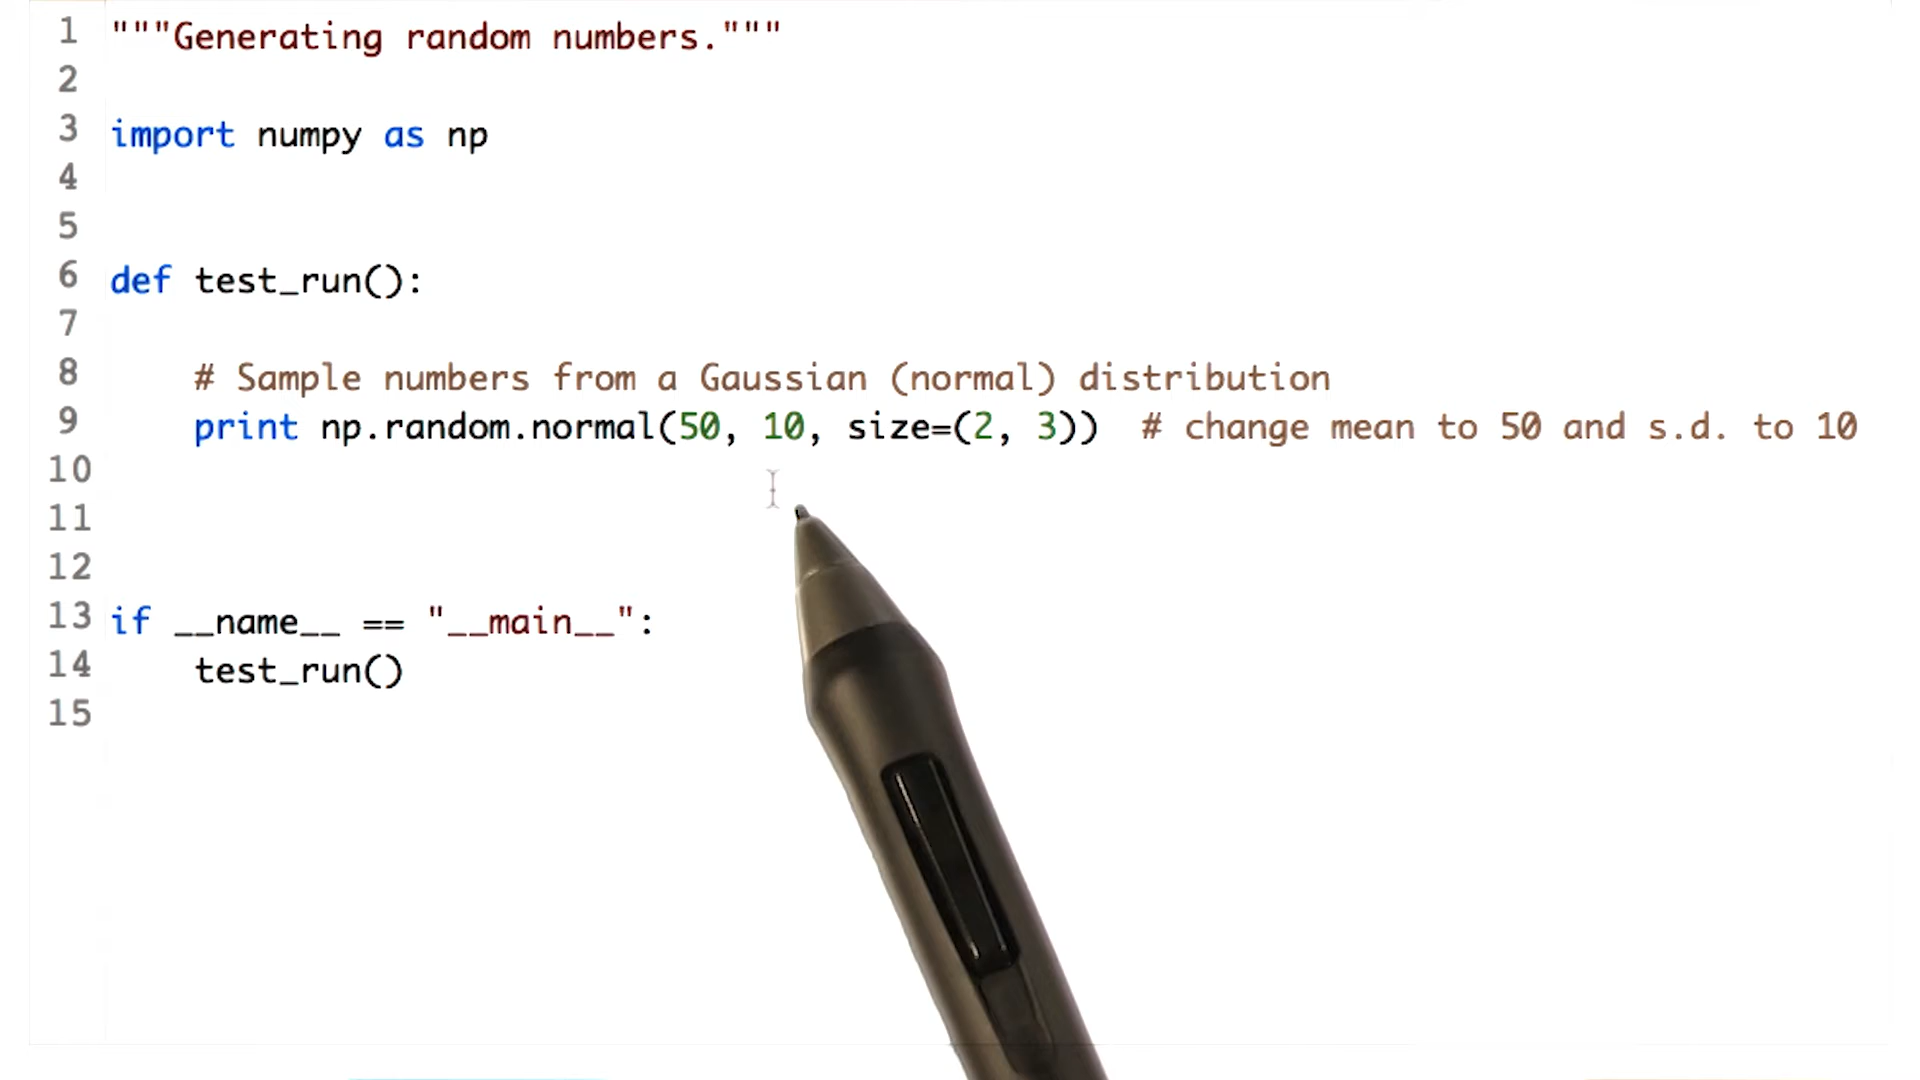 1 """Generating random numbers."""
2
3 import numpy as np
4
5
6 def test_run():
7
8     # Sample numbers from a Gaussian (normal) distribution
9     print np.random.normal(50, 10, size=(2, 3))  # change mean to 50 and s.d. to 10
10
11
12
13 if __name__ == "__main__":
14     test_run()
15